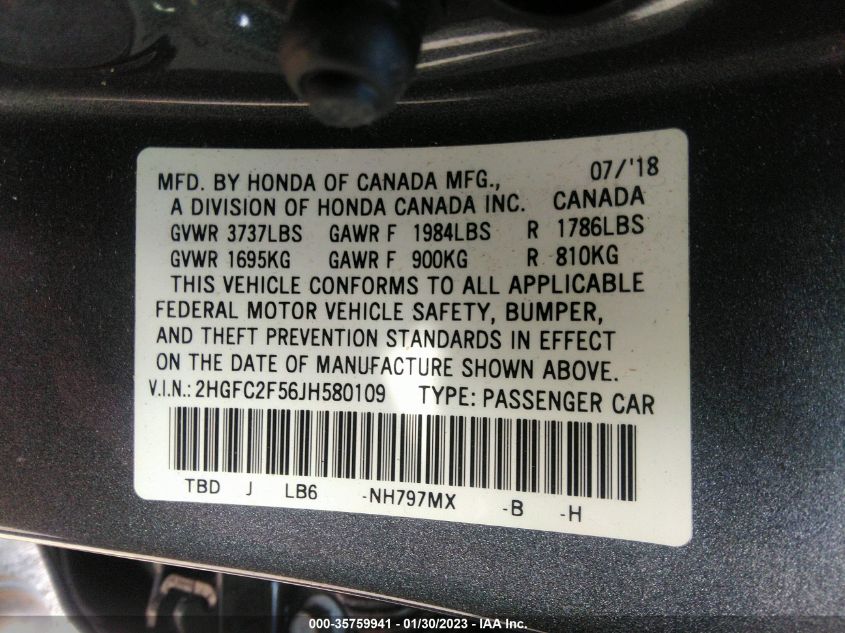 MFD. BY HONDA OF CANADA MFG., 07/'18
A DIVISION OF HONDA CANADA INC. CANADA
GVWR 3737LBS GAWR F 1984LBS R 1786LBS
GVWR 1695KG GAWR F 900KG R 810KG
THIS VEHICLE CONFORMS TO ALL APPLICABLE
FEDERAL MOTOR VEHICLE SAFETY, BUMPER,
AND THEFT PREVENTION STANDARDS IN EFFECT
ON THE DATE OF MANUFACTURE SHOWN ABOVE.
V.I.N.: 2HGFC2F56JH580109 TYPE: PASSENGER CAR
TBD J LB6 -NH797MX -B -H
000-35759941 - 01/30/2023 - IAA Inc.